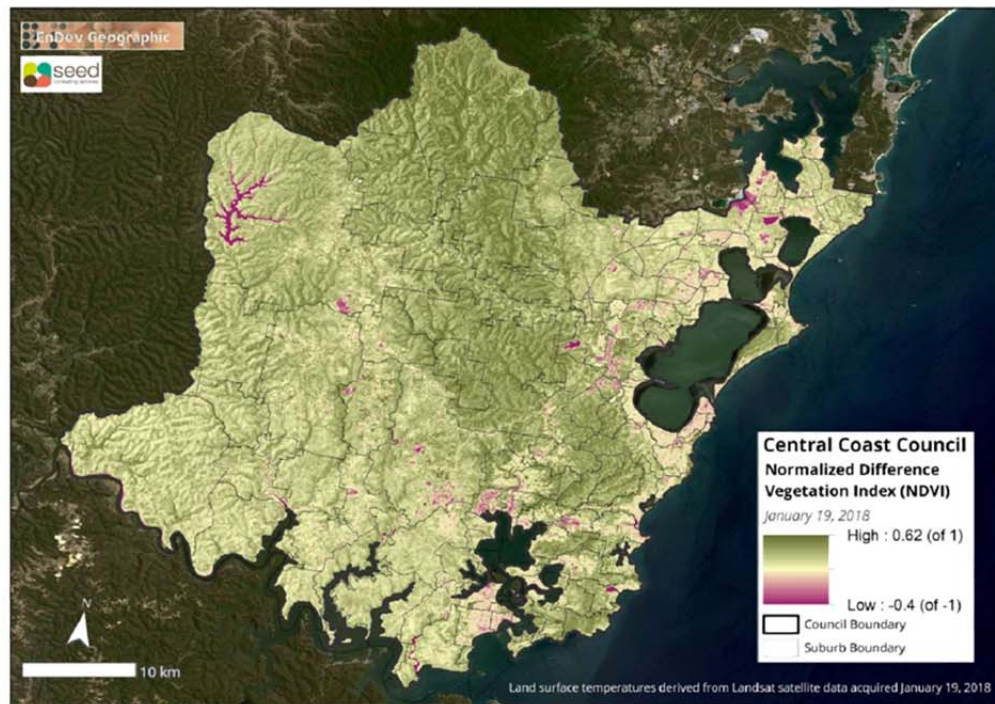 EnDev Geographic
seed
consulting services
Central Coast Council
Normalized Difference
Vegetation Index (NDVI)
January 19, 2018
High : 0.62 (of 1)
Low : -0.4 (of -1)
Council Boundary
Suburb Boundary
N
10 km
Land surface temperatures derived from Landsat satellite data acquired January 19, 2018